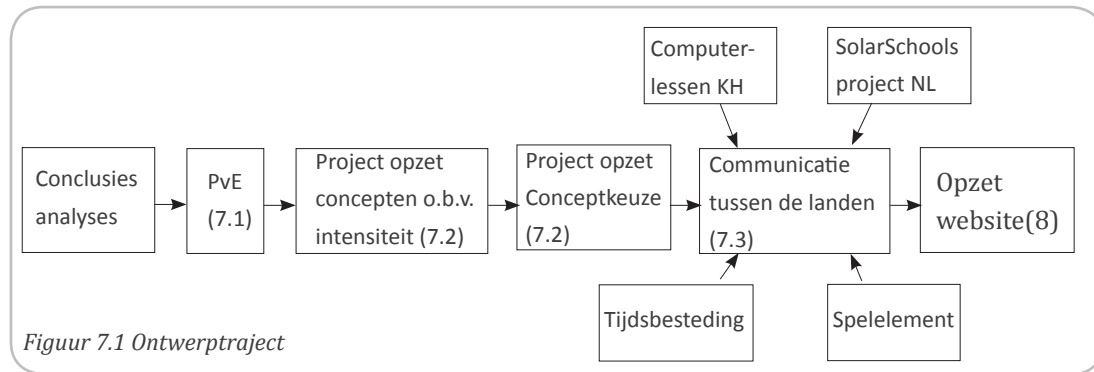 Computer-
lessen KH
SolarSchools
project NL
Conclusies
analyses
PvE
(7.1)
Project opzet
concepten o.b.v.
intensiteit (7.2)
Project opzet
Conceptkeuze
(7.2)
Communicatie
tussen de landen
(7.3)
Opzet
website(8)
Tijdsbesteding
Spelelement
Figuur 7.1 Ontwerptraject